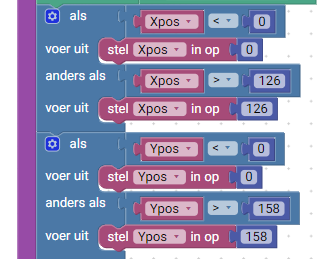 als Xpos < 0
voer uit stel Xpos in op 0
anders als Xpos > 126
voer uit stel Xpos in op 126
als Ypos < 0
voer uit stel Ypos in op 0
anders als Ypos > 158
voer uit stel Ypos in op 158